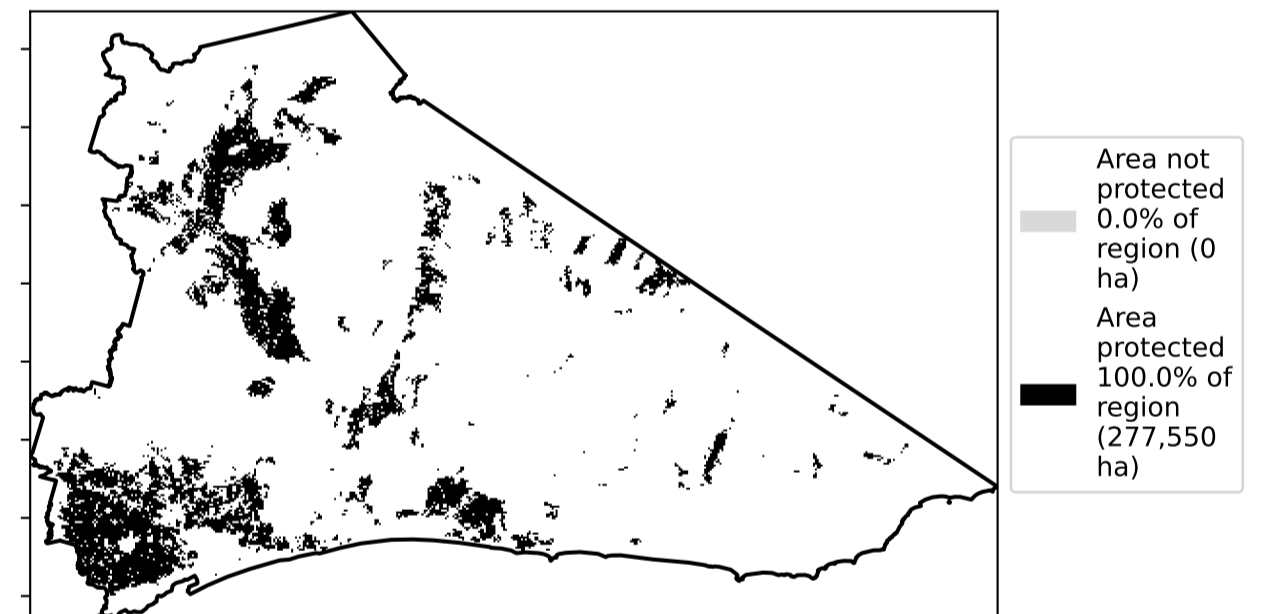 Area not
protected
0.0% of
region (0
ha)
Area
protected
100.0% of
region
(277,550
ha)